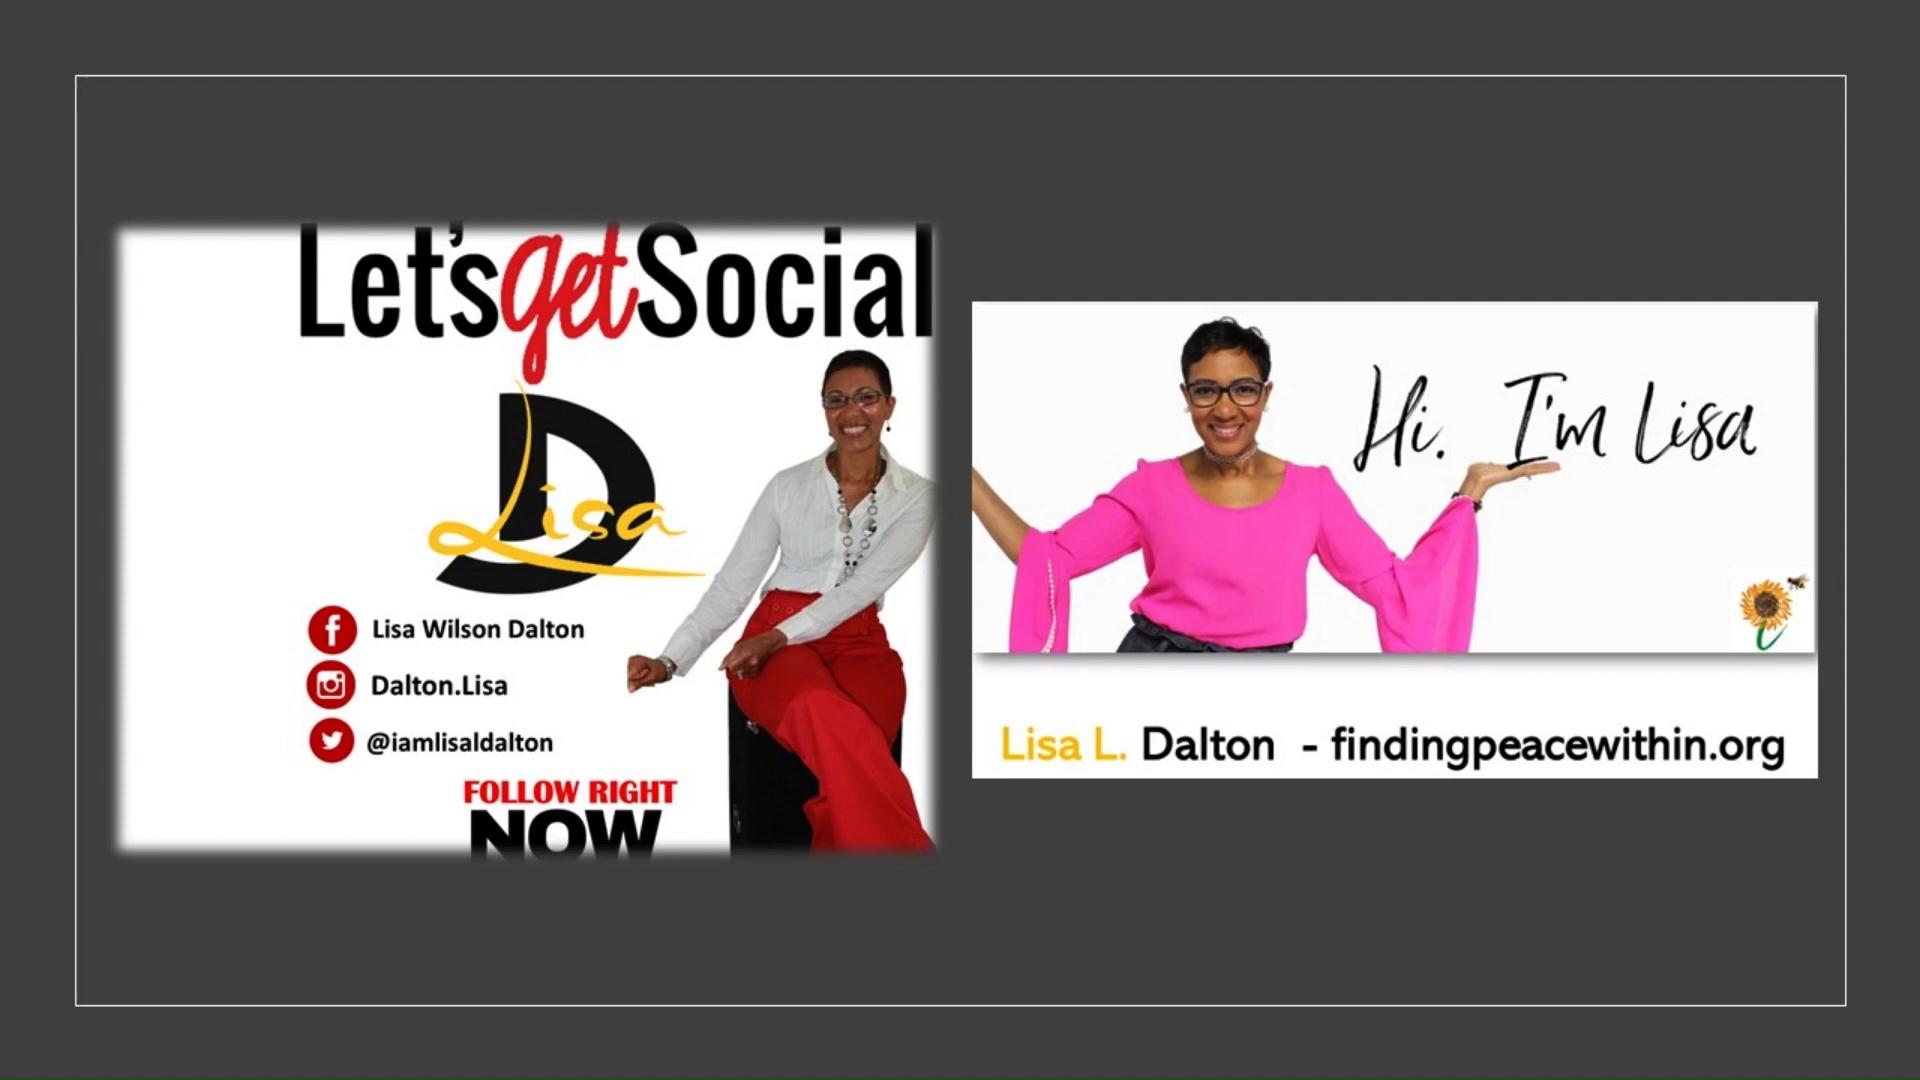 Let's get Social
D
Lisa
f
Lisa Wilson Dalton
Dalton.Lisa
@iamlisaldalton
FOLLOW RIGHT
NOW
Hi. I'm Lisa
Lisa L. Dalton - findingpeacewithin.org